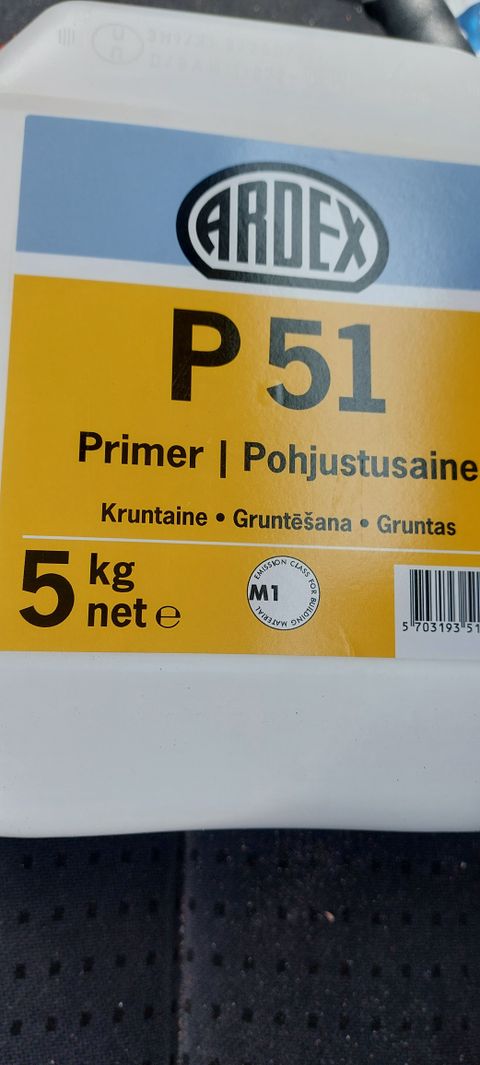 ARDEX
P 51
Primer | Pohjustusaine
Kruntaine • Gruntēšana • Gruntas
5 kg net ℮
EMISSION CLASS FOR BUILDING MATERIAL
M1
5 703193 51